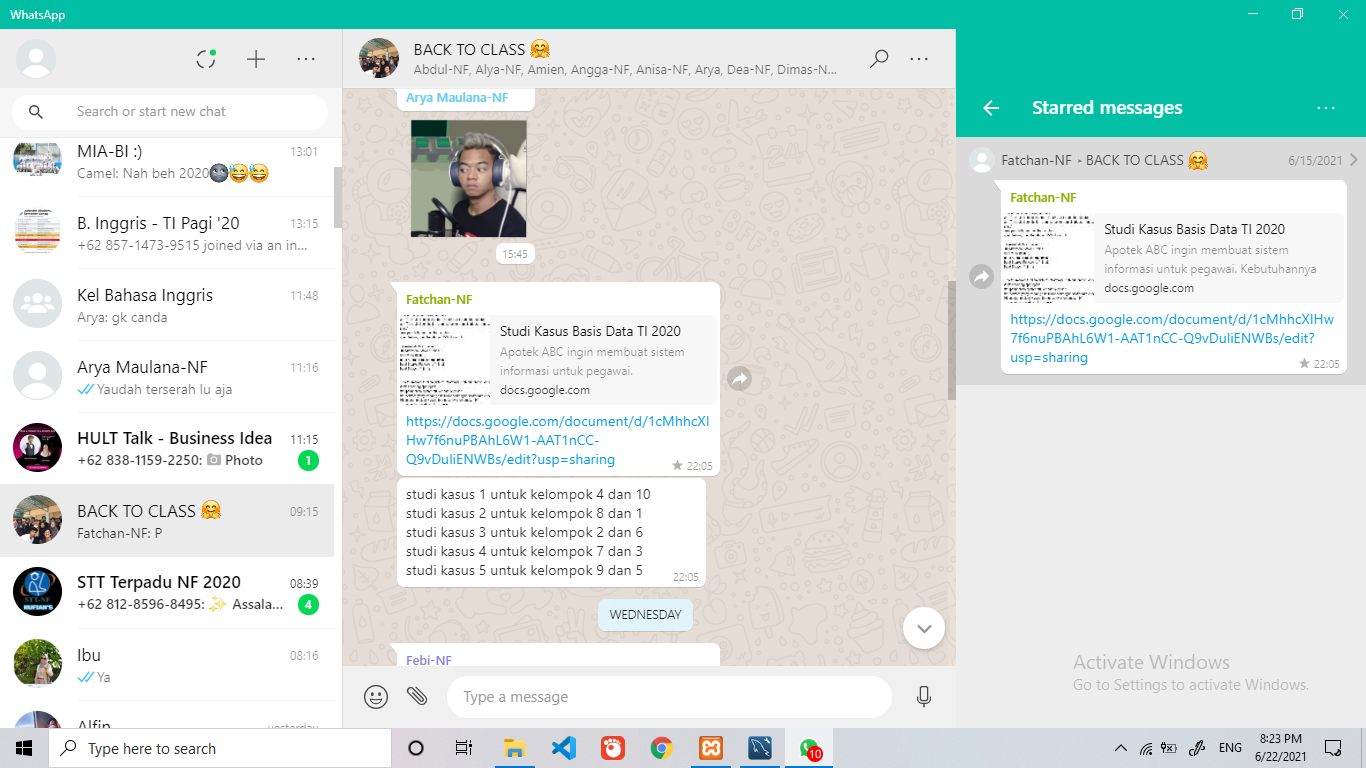 WhatsApp
Search or start new chat
MIA-BI :)
13:01
Camel: Nah beh 2020🌚😅😅
B. Inggris - TI Pagi '20
13:15
+62 857-1473-9515 joined via an in...
Kel Bahasa Inggris
11:48
Arya: gk canda
Arya Maulana-NF
11:16
Yaudah terserah lu aja
HULT Talk - Business Idea
11:15
+62 838-1159-2250: 📷 Photo
1
BACK TO CLASS 🤗
09:15
Fatchan-NF: P
STT Terpadu NF 2020
08:39
+62 812-8596-8495: ✨ Assala...
4
Ibu
08:16
Ya
Alfin
yesterday
BACK TO CLASS 🤗
Abdul-NF, Alya-NF, Amien, Angga-NF, Anisa-NF, Arya, Dea-NF, Dimas-N...
Arya Maulana-NF
15:45
Fatchan-NF
Studi Kasus Basis Data TI 2020
Apotek ABC ingin membuat sistem
informasi untuk pegawai.
docs.google.com
https://docs.google.com/document/d/1cMhhcXl
Hw7f6nuPBAhL6W1-AAT1nCC-
Q9vDuIiENWBs/edit?usp=sharing
★ 22:05
studi kasus 1 untuk kelompok 4 dan 10
studi kasus 2 untuk kelompok 8 dan 1
studi kasus 3 untuk kelompok 2 dan 6
studi kasus 4 untuk kelompok 7 dan 3
studi kasus 5 untuk kelompok 9 dan 5
22:05
WEDNESDAY
Febi-NF
Type a message
Starred messages
Fatchan-NF • BACK TO CLASS 🤗
6/15/2021
Fatchan-NF
Studi Kasus Basis Data TI 2020
Apotek ABC ingin membuat sistem
informasi untuk pegawai. Kebutuhannya
docs.google.com
https://docs.google.com/document/d/1cMhhcXlHw
7f6nuPBAhL6W1-AAT1nCC-Q9vDuIiENWBs/edit?
usp=sharing
★ 22:05
Activate Windows
Go to Settings to activate Windows.
Type here to search
10
ENG
8:23 PM
6/22/2021